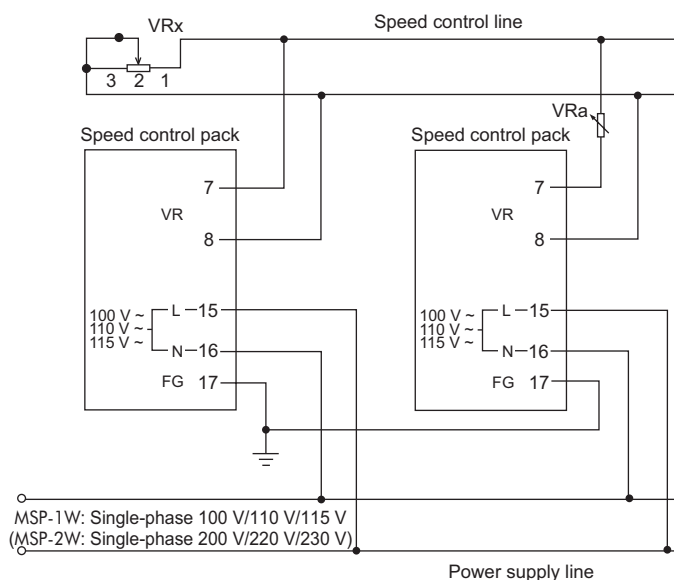 VRx
Speed control line
3 2 1
VRa
Speed control pack
Speed control pack
7
VR
8
100 V ~
110 V ~
115 V ~
L 15
N 16
FG 17
7
VR
8
100 V ~
110 V ~
115 V ~
L 15
N 16
FG 17
MSP-1W: Single-phase 100 V/110 V/115 V
(MSP-2W: Single-phase 200 V/220 V/230 V)
Power supply line